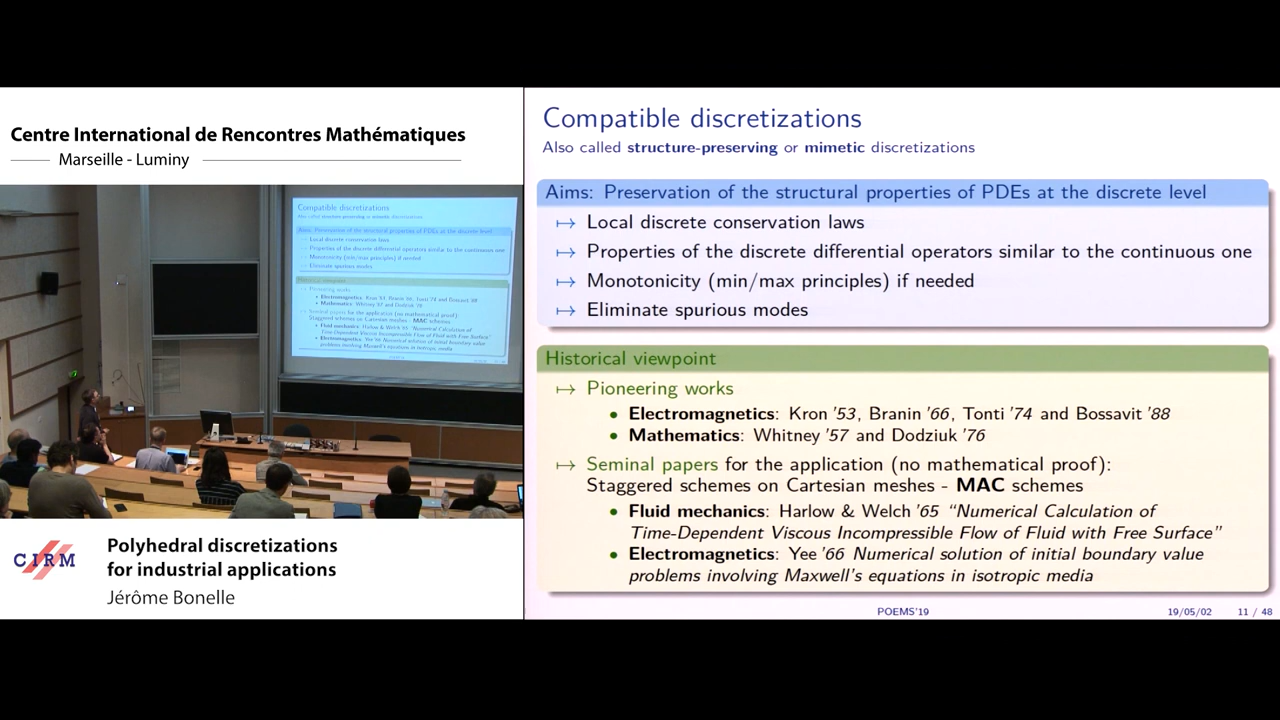 Centre International de Rencontres Mathématiques
Marseille - Luminy
CIRM
Polyhedral discretizations
for industrial applications
Jérôme Bonelle
Compatible discretizations
Also called structure-preserving or mimetic discretizations
Aims: Preservation of the structural properties of PDEs at the discrete level
↦ Local discrete conservation laws
↦ Properties of the discrete differential operators similar to the continuous one
↦ Monotonicity (min/max principles) if needed
↦ Eliminate spurious modes
Historical viewpoint
↦ Pioneering works
• Electromagnetics: Kron '53, Branin '66, Tonti '74 and Bossavit '88
• Mathematics: Whitney '57 and Dodziuk '76
↦ Seminal papers for the application (no mathematical proof):
Staggered schemes on Cartesian meshes - MAC schemes
• Fluid mechanics: Harlow & Welch '65 “Numerical Calculation of
Time-Dependent Viscous Incompressible Flow of Fluid with Free Surface”
• Electromagnetics: Yee '66 Numerical solution of initial boundary value
problems involving Maxwell's equations in isotropic media
POEMS'19 19/05/02 11 / 48